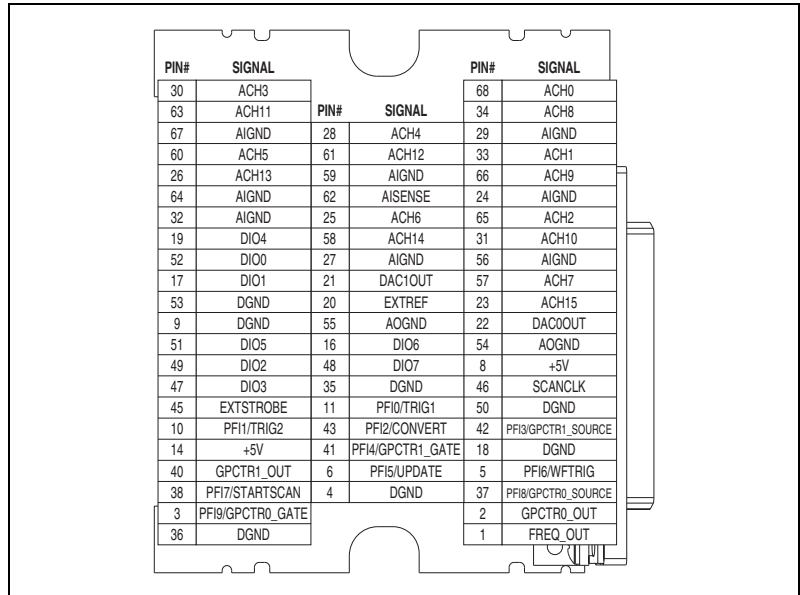 PIN# SIGNAL PIN# SIGNAL
30 ACH3 68 ACH0
63 ACH11 PIN# SIGNAL 34 ACH8
67 AIGND 28 ACH4 29 AIGND
60 ACH5 61 ACH12 33 ACH1
26 ACH13 59 AIGND 66 ACH9
64 AIGND 62 AISENSE 24 AIGND
32 AIGND 25 ACH6 65 ACH2
19 DIO4 58 ACH14 31 ACH10
52 DIO0 27 AIGND 56 AIGND
17 DIO1 21 DAC1OUT 57 ACH7
53 DGND 20 EXTREF 23 ACH15
9 DGND 55 AOGND 22 DAC0OUT
51 DIO5 16 DIO6 54 AOGND
49 DIO2 48 DIO7 8 +5V
47 DIO3 35 DGND 46 SCANCLK
45 EXTSTROBE 11 PFI0/TRIG1 50 DGND
10 PFI1/TRIG2 43 PFI2/CONVERT 42 PFI3/GPCTR1_SOURCE
14 +5V 41 PFI4/GPCTR1_GATE 18 DGND
40 GPCTR1_OUT 6 PFI5/UPDATE 5 PFI6/WFTRIG
38 PFI7/STARTSCAN 4 DGND 37 PFI8/GPCTR0_SOURCE
3 PFI9/GPCTR0_GATE 2 GPCTR0_OUT
36 DGND 1 FREQ_OUT